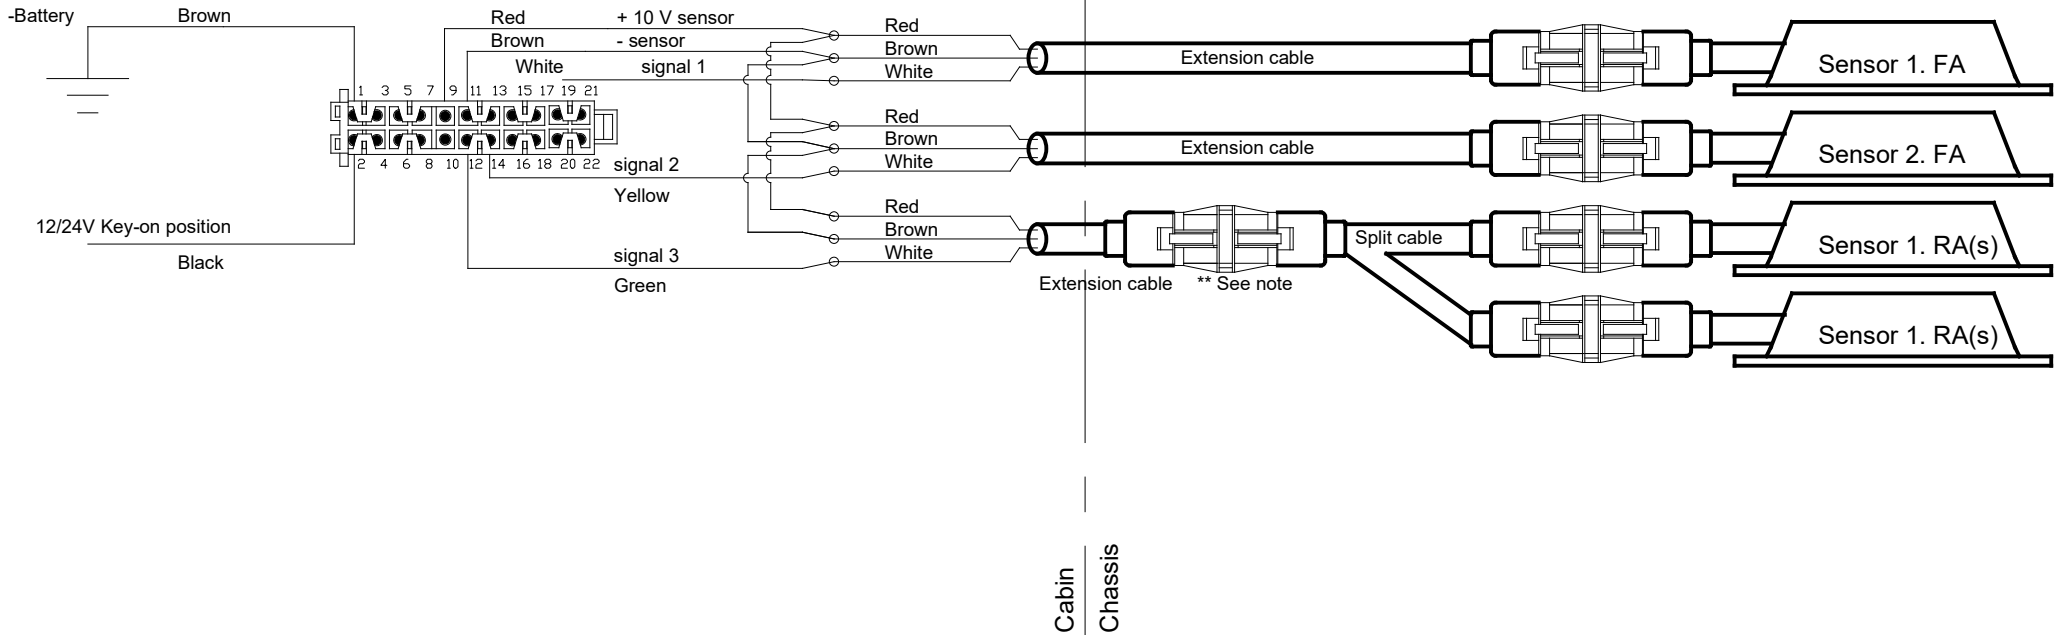 -Battery
Brown
Red
+ 10 V sensor
Brown
- sensor
White
signal 1
1 3 5 7 9 11 13 15 17 19 21
2 4 6 8 10 12 14 16 18 20 22
signal 2
Yellow
12/24V Key-on position
Black
signal 3
Green
Red
Brown
White
Extension cable
Sensor 1. FA
Red
Brown
White
Extension cable
Sensor 2. FA
Red
Brown
White
Extension cable
** See note
Split cable
Sensor 1. RA(s)
Sensor 1. RA(s)
Cabin
Chassis